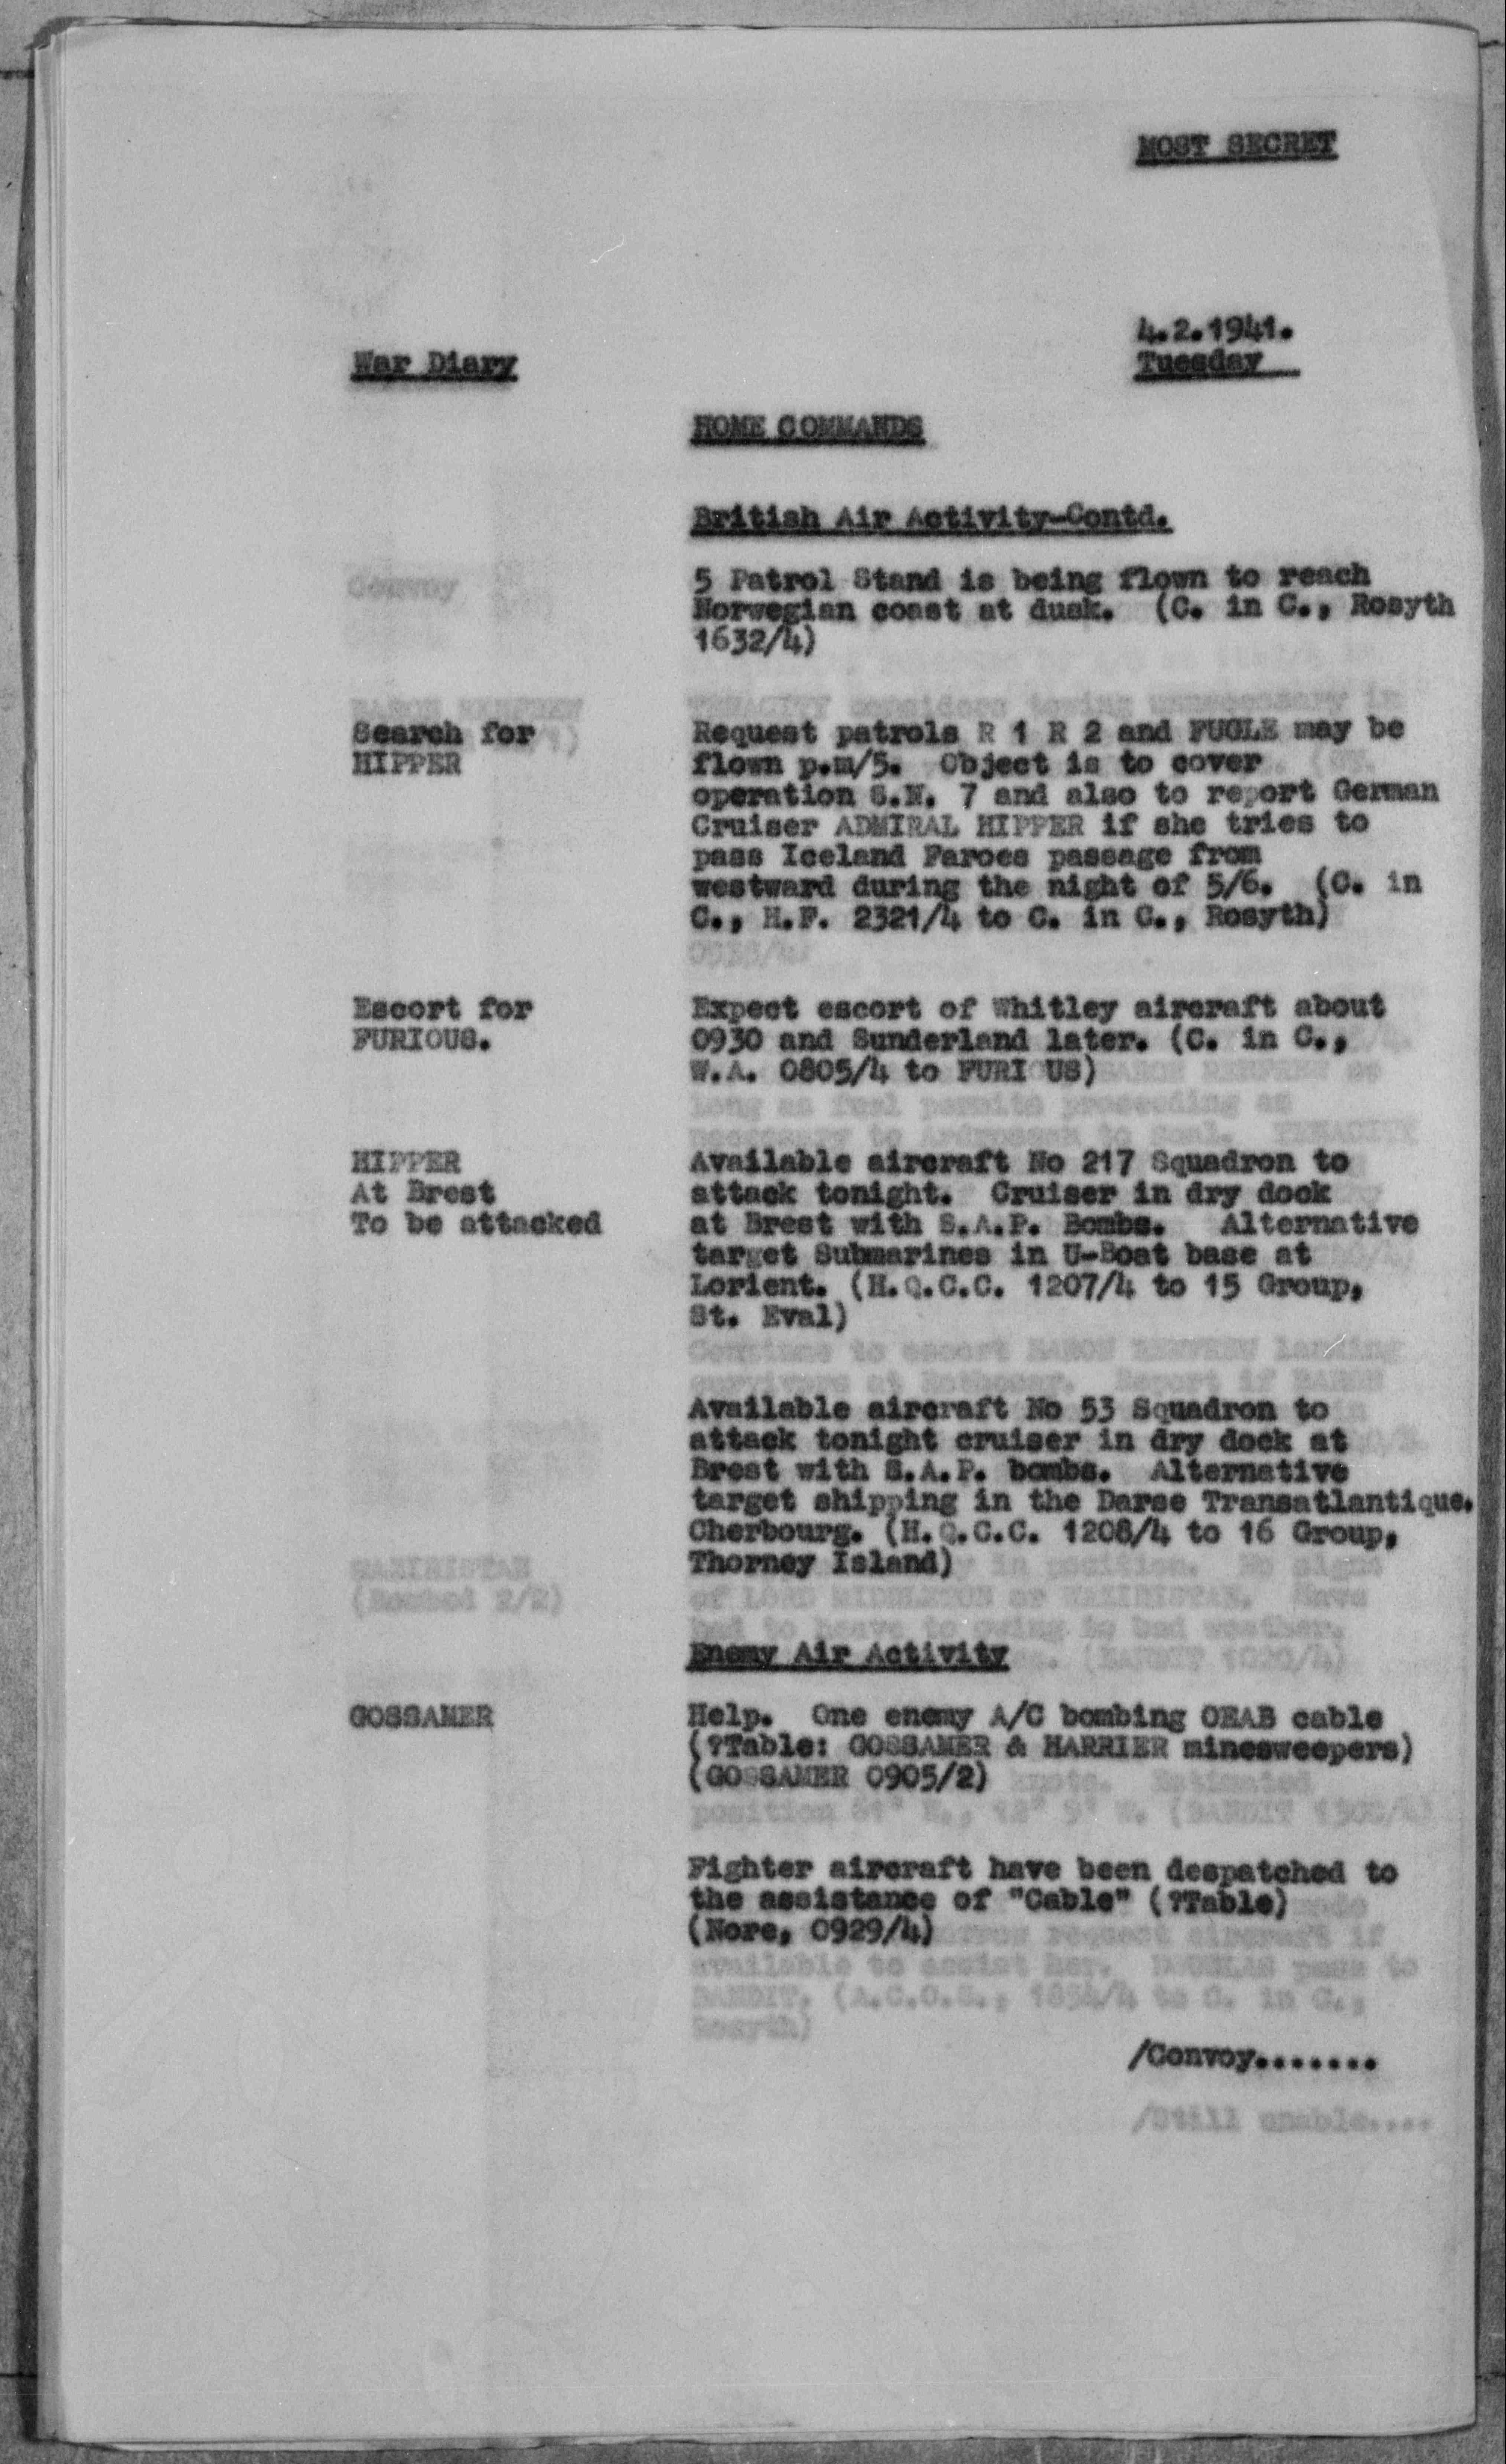 MOST SECRET
4.2.1941.
War Diary
Tuesday
HOME COMMANDS
British Air Activity-Contd.
5 Patrol Stand is being flown to reach
Norwegian coast at dusk. (C. in C., Rosyth
1632/4)
Search for
HIPPER
Request patrols R 1 R 2 and FUGLE may be
flown p.m/5. Object is to cover
operation S.N. 7 and also to report German
Cruiser ADMIRAL HIPPER if she tries to
pass Iceland Faroes passage from
westward during the night of 5/6. (C. in
C., H.F. 2321/4 to C. in C., Rosyth)
Escort for
FURIOUS.
Expect escort of Whitley aircraft about
0930 and Sunderland later. (C. in C.,
W.A. 0805/4 to FURIOUS)
HIPPER
At Brest
To be attacked
Available aircraft No 217 Squadron to
attack tonight. Cruiser in dry dock
at Brest with S.A.P. Bombs. Alternative
target Submarines in U-Boat base at
Lorient. (H.Q.C.C. 1207/4 to 15 Group,
St. Eval)
Available aircraft No 53 Squadron to
attack tonight cruiser in dry dock at
Brest with S.A.P. bombs. Alternative
target shipping in the Darse Transatlantique.
Cherbourg. (H.Q.C.C. 1208/4 to 16 Group,
Thorney Island)
Enemy Air Activity
GOSSAMER
Help. One enemy A/C bombing cable
(?Table: GOSSAMER & HARRIER minesweepers)
(GOSSAMER 0905/2)
Fighter aircraft have been despatched to
the assistance of "Cable" (?Table)
(Nore, 0929/4)
/Convoy.......